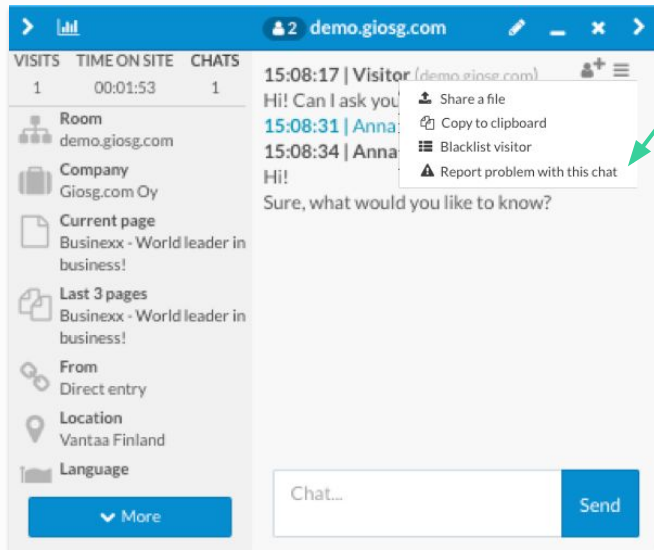 2 demo.giosg.com
VISITS TIME ON SITE CHATS
1 00:01:53 1
Room
demo.giosg.com
Company
Giosg.com Oy
Current page
Businexx - World leader in
business!
Last 3 pages
Businexx - World leader in
business!
From
Direct entry
Location
Vantaa Finland
Language
More
15:08:17 | Visitor (demo.giosg.com)
Hi! Can I ask you
15:08:31 | Anna
15:08:34 | Anna
Hi!
Sure, what would you like to know?
Share a file
Copy to clipboard
Blacklist visitor
Report problem with this chat
Chat...
Send